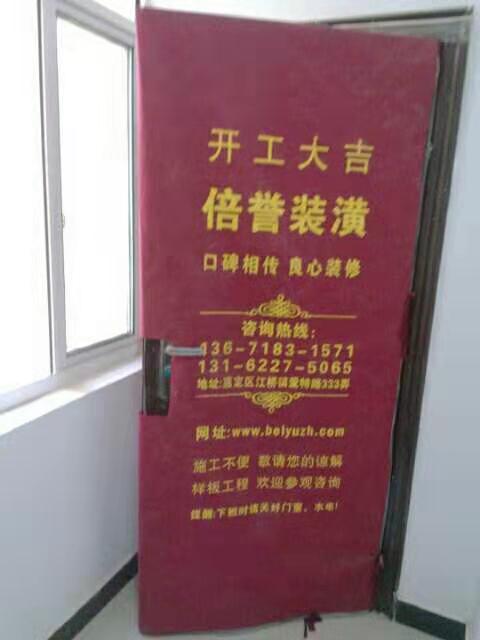 开工大吉
倍誉装潢
口碑相传 良心装修
咨询热线：
136-7183-1571
131-6227-5065
地址:嘉定区江桥镇爱特路333弄
网址:www.beiyuzh.com
施工不便 敬请您的谅解
样板工程 欢迎参观咨询
提醒:下班时请关好门窗、水电!